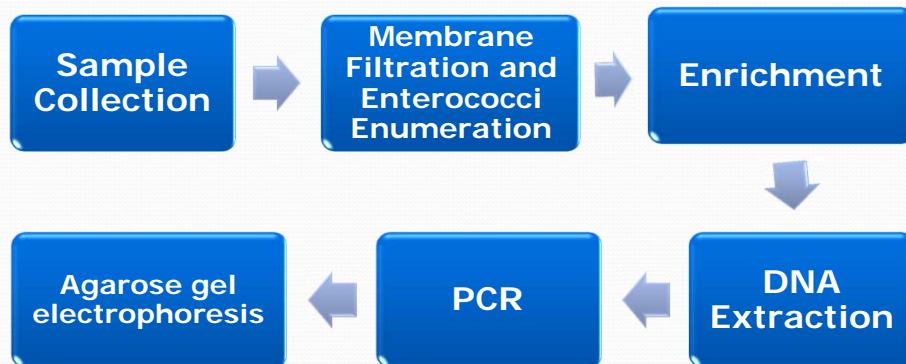 Sample
Collection
Membrane
Filtration and
Enterococci
Enumeration
Enrichment
DNA
Extraction
PCR
Agarose gel
electrophoresis